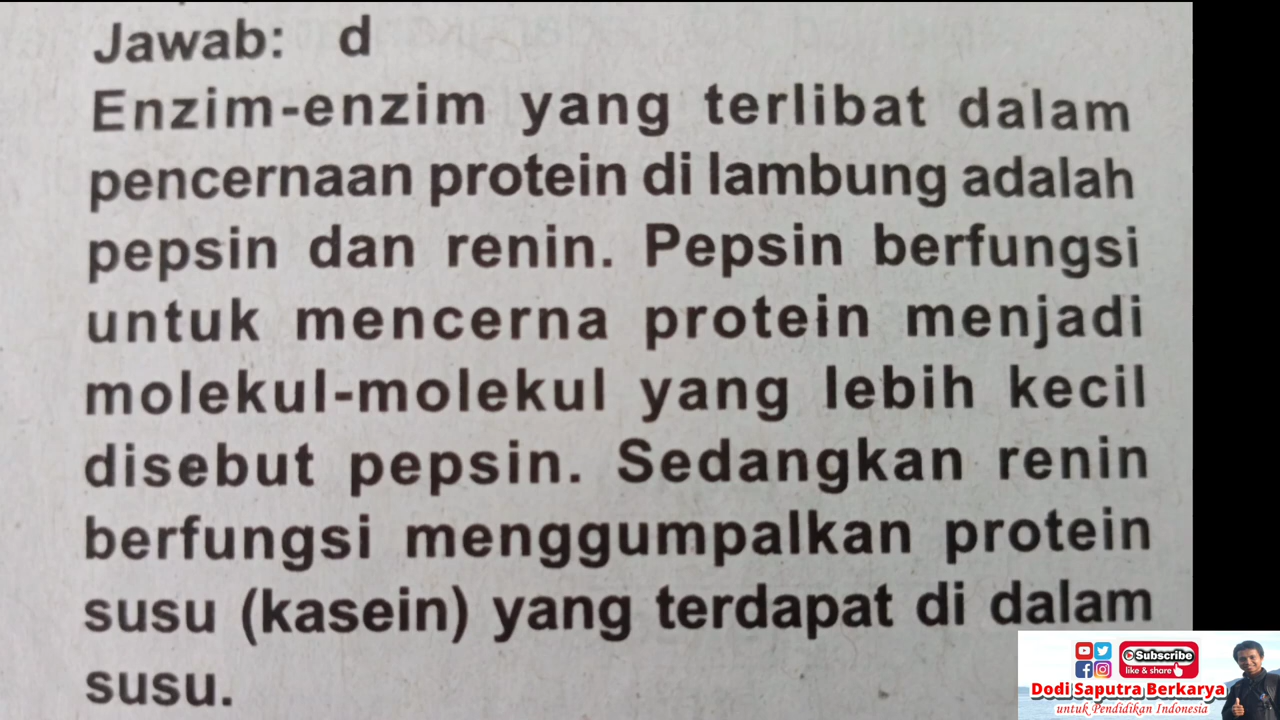 Jawab: d
Enzim-enzim yang terlibat dalam
pencernaan protein di lambung adalah
pepsin dan renin. Pepsin berfungsi
untuk mencerna protein menjadi
molekul-molekul yang lebih kecil
disebut pepsin. Sedangkan renin
berfungsi menggumpalkan protein
susu (kasein) yang terdapat di dalam
susu.
Subscribe
like & share
Dodi Saputra Berkarya
untuk Pendidikan Indonesia